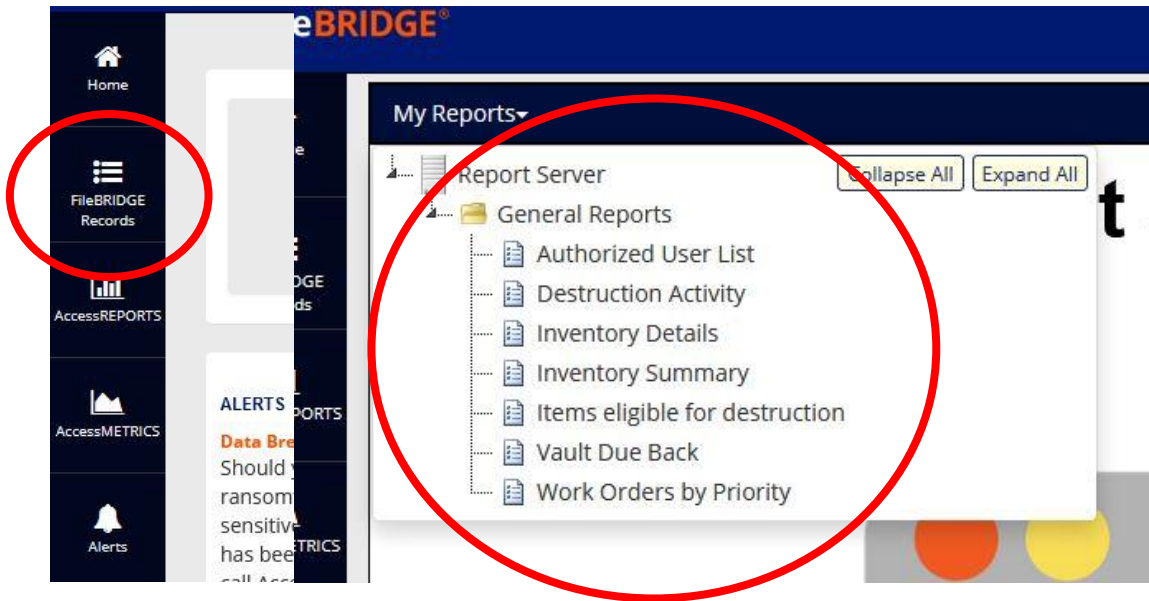 eBRIDGE®
Home
FileBRIDGE
Records
AccessREPORTS
AccessMETRICS
Alerts
ALERTS
Data Bre
Should
ransom
sensitiv
has bee
call Acc
e
DGE
ds
PORTS
TRICS
My Reports
Report Server
Collapse All
Expand All
General Reports
Authorized User List
Destruction Activity
Inventory Details
Inventory Summary
Items eligible for destruction
Vault Due Back
Work Orders by Priority
t